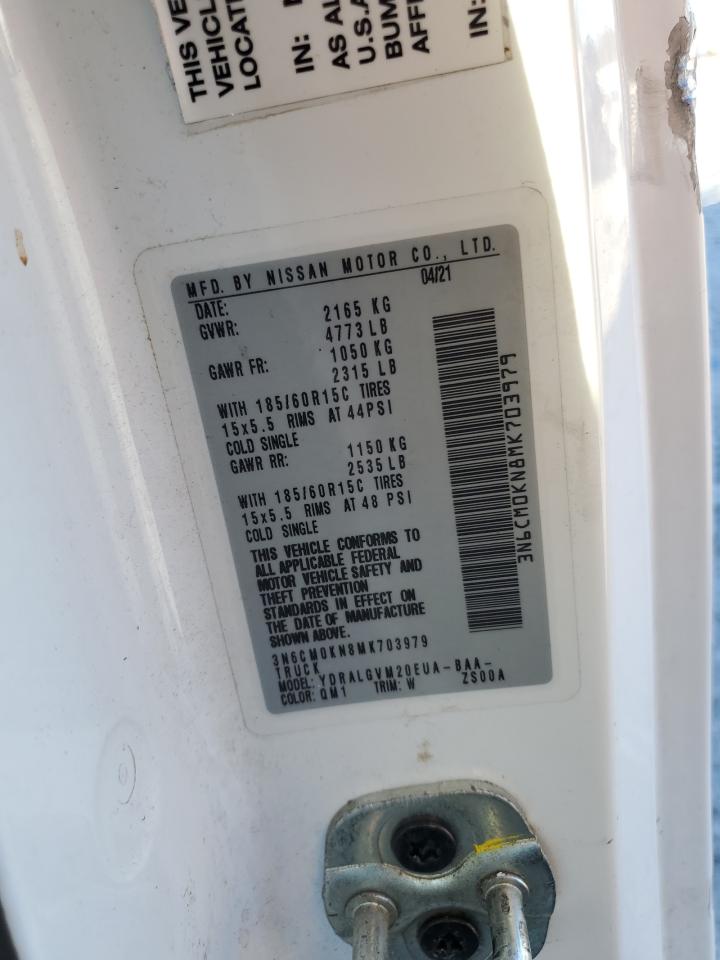 THIS VE
VEHICL
LOCAT
IN:
AS AL
U.S.A
BUM
AFF
IN:
MFD. BY NISSAN MOTOR CO., LTD.
DATE: 04/21
GVWR: 2165 KG
4773 LB
GAWR FR: 1050 KG
2315 LB
WITH 185/60R15C TIRES
15x5.5 RIMS AT 44PSI
COLD SINGLE
GAWR RR: 1150 KG
2535 LB
WITH 185/60R15C TIRES
15x5.5 RIMS AT 48 PSI
COLD SINGLE
THIS VEHICLE CONFORMS TO
ALL APPLICABLE FEDERAL
MOTOR VEHICLE SAFETY AND
THEFT PREVENTION
STANDARDS IN EFFECT ON
THE DATE OF MANUFACTURE
SHOWN ABOVE.
3N6CM0KN8MK703979
TRUCK
MODEL: YDRALGVM20EUA-BAA-
COLOR: QM1 TRIM: W ZS00A
3N6CM0KN8MK703979